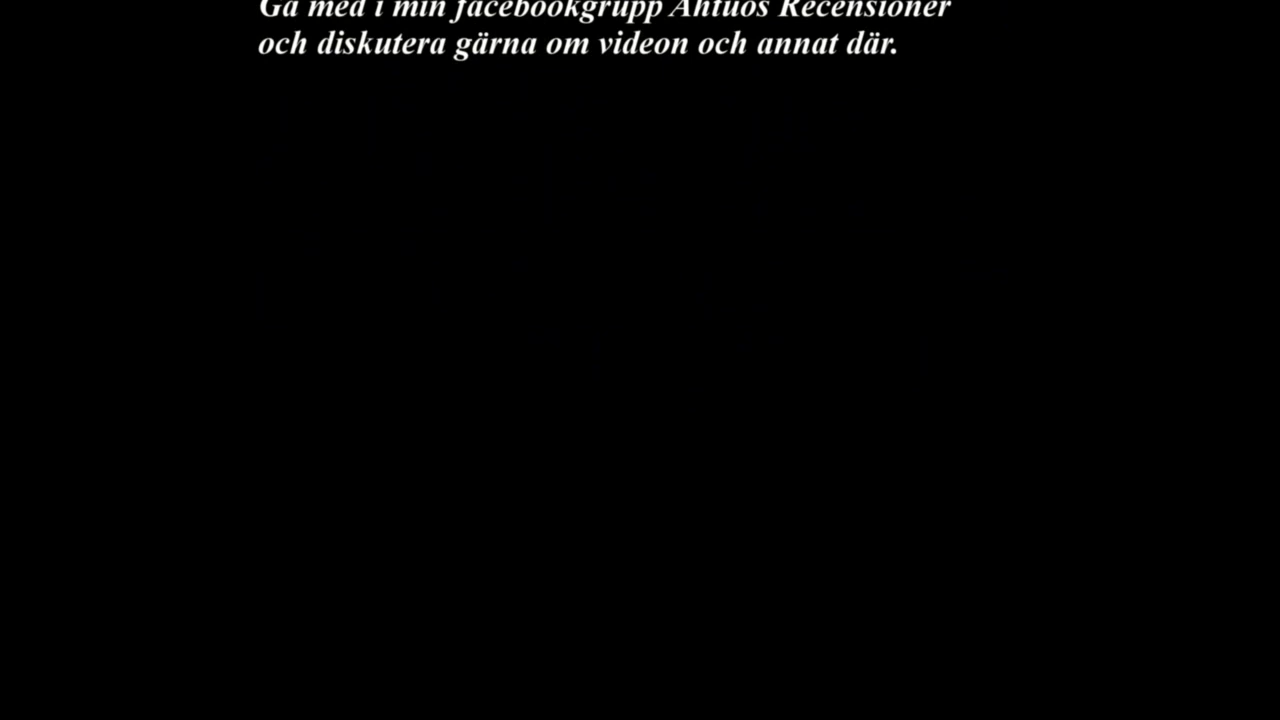 Gå med i min facebookgrupp Ahtuos Recensioner
och diskutera gärna om videon och annat där.